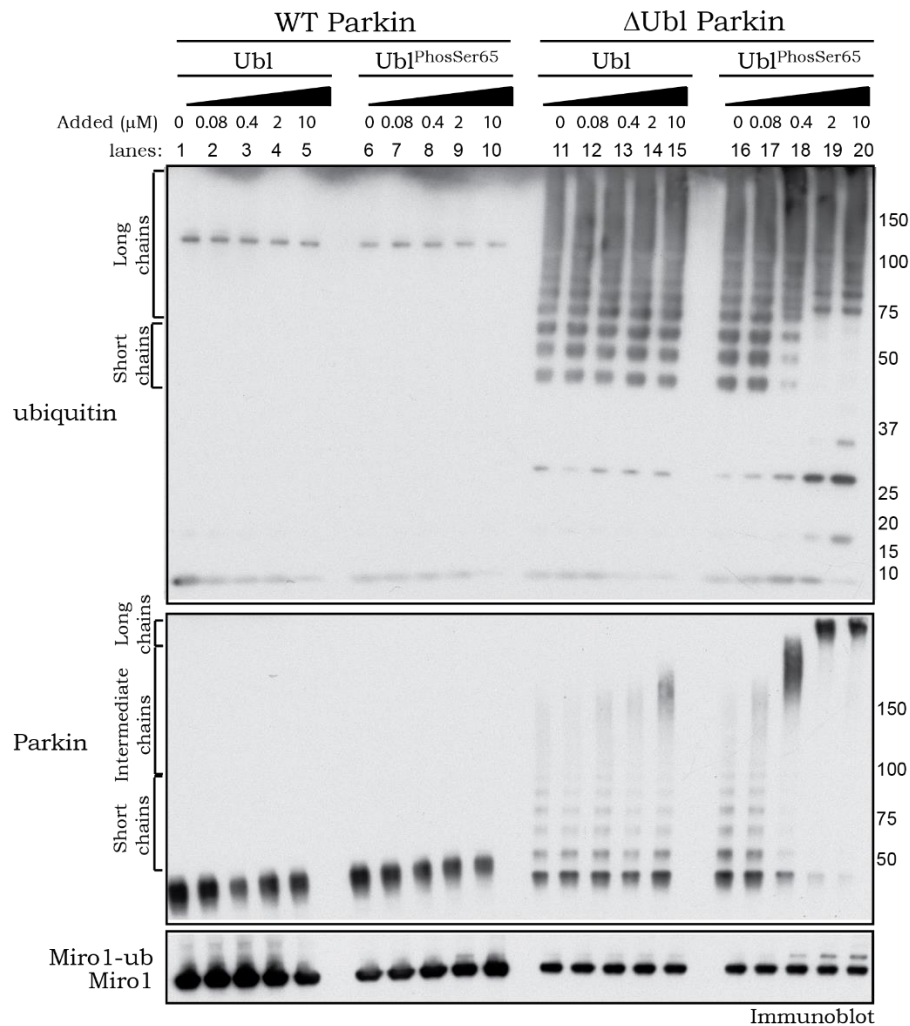 WT Parkin ΔUbl Parkin
Ubl Ubl^PhosSer65 Ubl Ubl^PhosSer65
Added (μM) 0 0.08 0.4 2 10 0 0.08 0.4 2 10 0 0.08 0.4 2 10 0 0.08 0.4 2 10
lanes: 1 2 3 4 5 6 7 8 9 10 11 12 13 14 15 16 17 18 19 20
Long
chains
Short
chains
ubiquitin
150
100
75
50
37
25
20
15
10
Long
chains
Intermediate
chains
Short
chains
Parkin
150
100
75
50
Miro1-ub
Miro1
Immunoblot